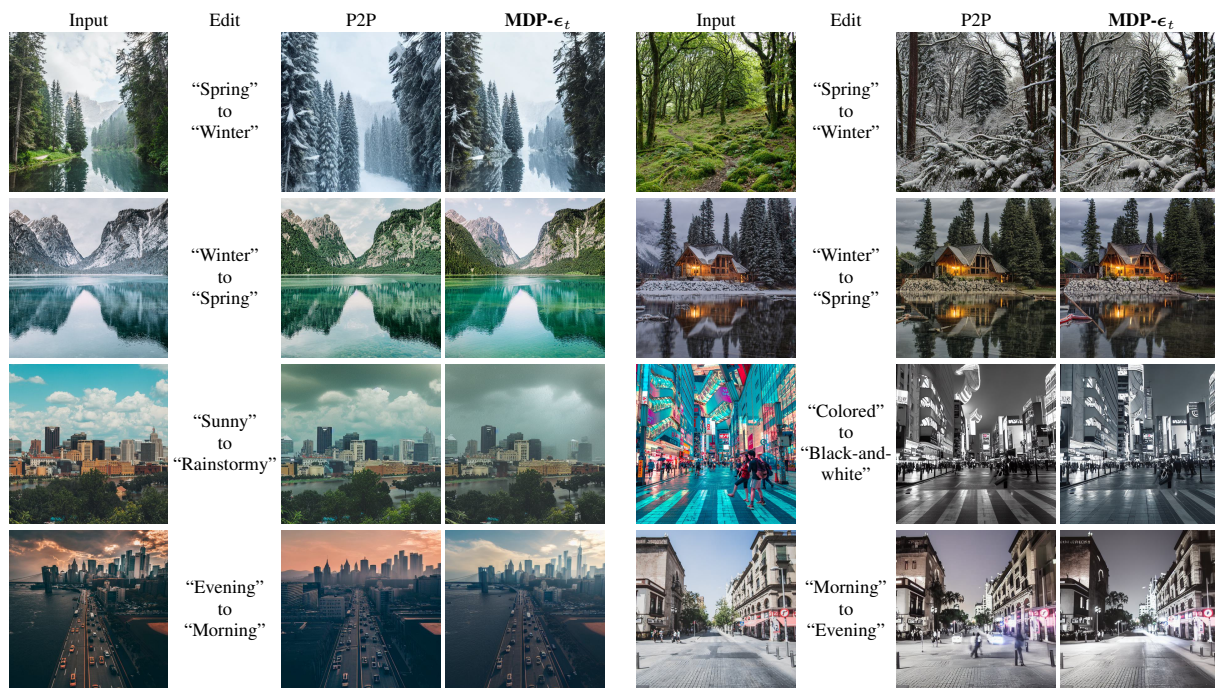 Input Edit P2P MDP-ϵt Input Edit P2P MDP-ϵt
“Spring”
to
“Winter”
“Spring”
to
“Winter”
“Winter”
to
“Spring”
“Winter”
to
“Spring”
“Sunny”
to
“Rainstormy”
“Colored”
to
“Black-and-
white”
“Evening”
to
“Morning”
“Morning”
to
“Evening”